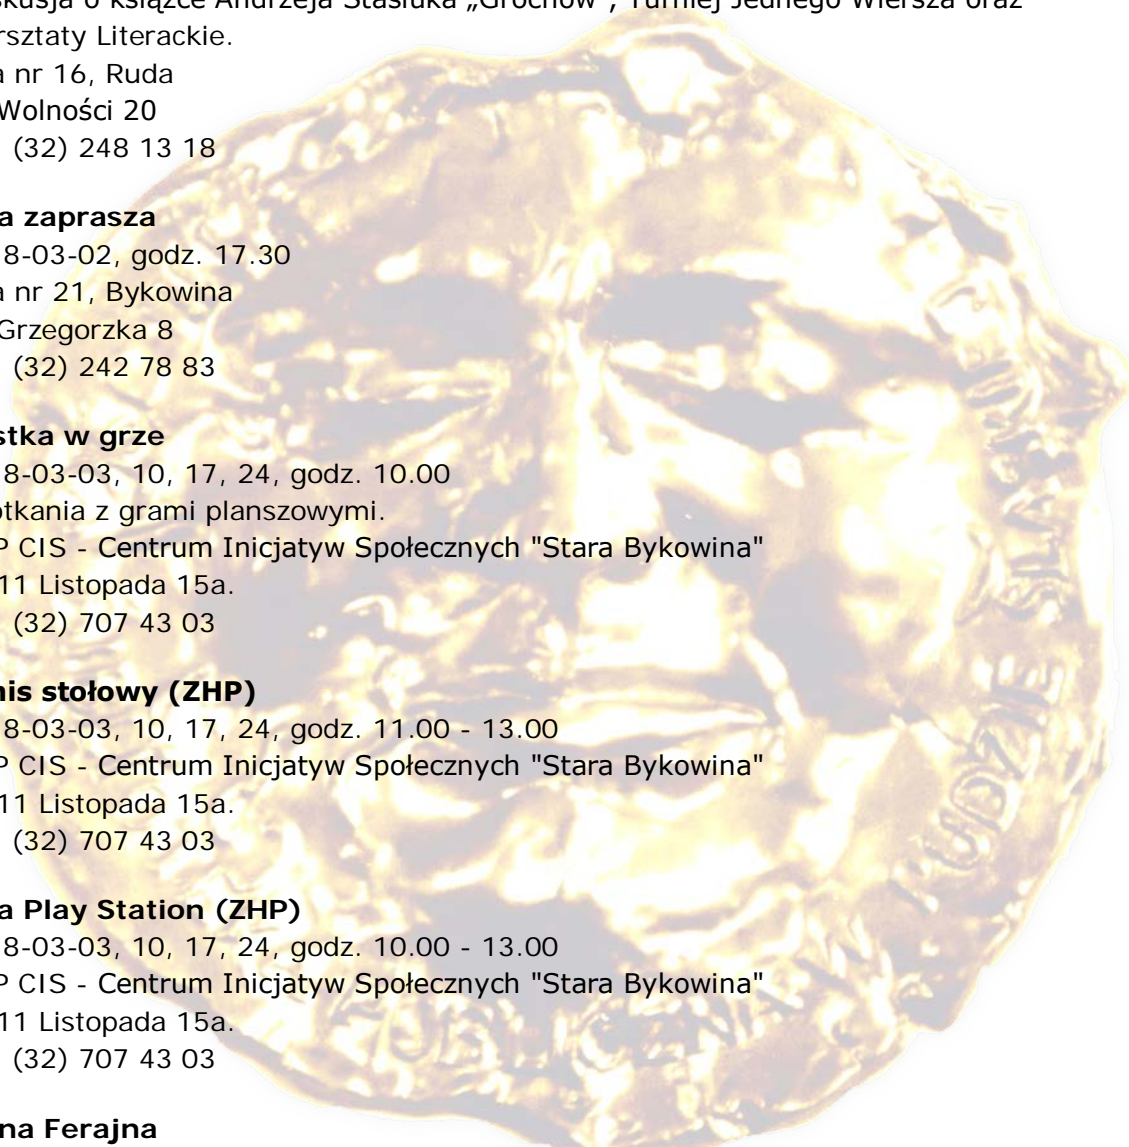 skusja o książce Andrzeja Stasiuka „Grochów”, Turniej Jednego Wiersza oraz
rsztaty Literackie.
a nr 16, Ruda
Wolności 20
(32) 248 13 18
a zaprasza
8-03-02, godz. 17.30
a nr 21, Bykowina
Grzegorzka 8
(32) 242 78 83
stka w grze
8-03-03, 10, 17, 24, godz. 10.00
otkania z grami planszowymi.
P CIS - Centrum Inicjatyw Społecznych "Stara Bykowina"
11 Listopada 15a.
(32) 707 43 03
nis stołowy (ZHP)
8-03-03, 10, 17, 24, godz. 11.00 - 13.00
P CIS - Centrum Inicjatyw Społecznych "Stara Bykowina"
11 Listopada 15a.
(32) 707 43 03
a Play Station (ZHP)
8-03-03, 10, 17, 24, godz. 10.00 - 13.00
P CIS - Centrum Inicjatyw Społecznych "Stara Bykowina"
11 Listopada 15a.
(32) 707 43 03
na Ferajna